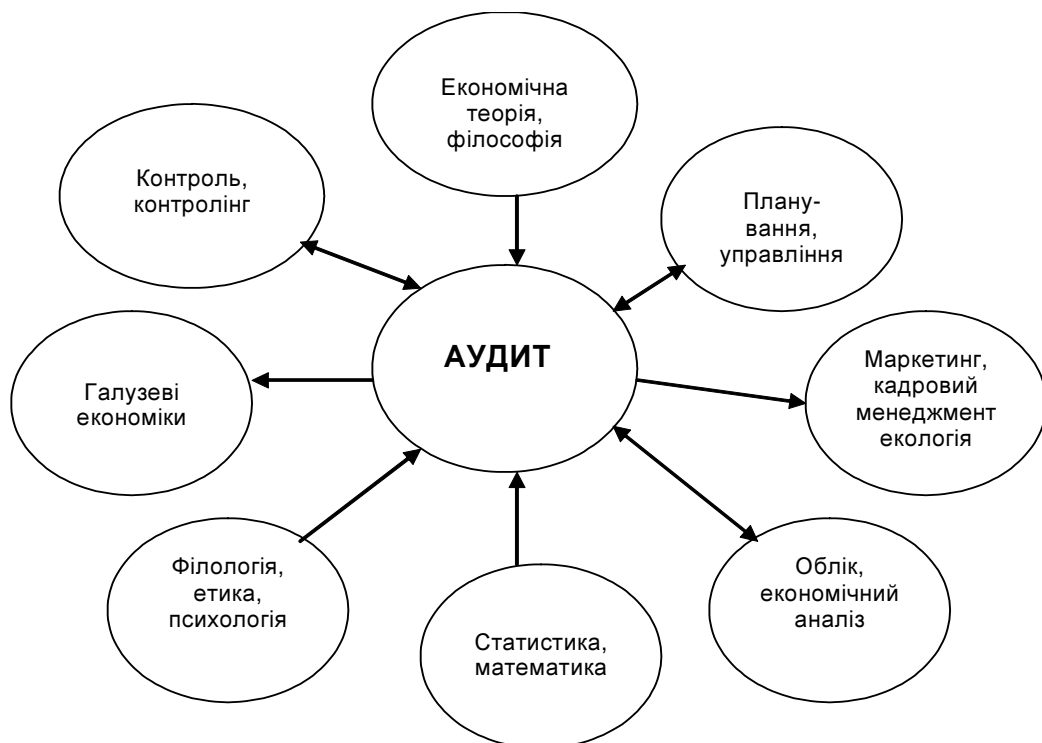 Економічна
теорія,
філософія
Контроль,
контролінг
Плану-
вання,
управління
АУДИТ
Галузеві
економіки
Маркетинг,
кадровий
менеджмент
екологія
Філологія,
етика,
психологія
Статистика,
математика
Облік,
економічний
аналіз